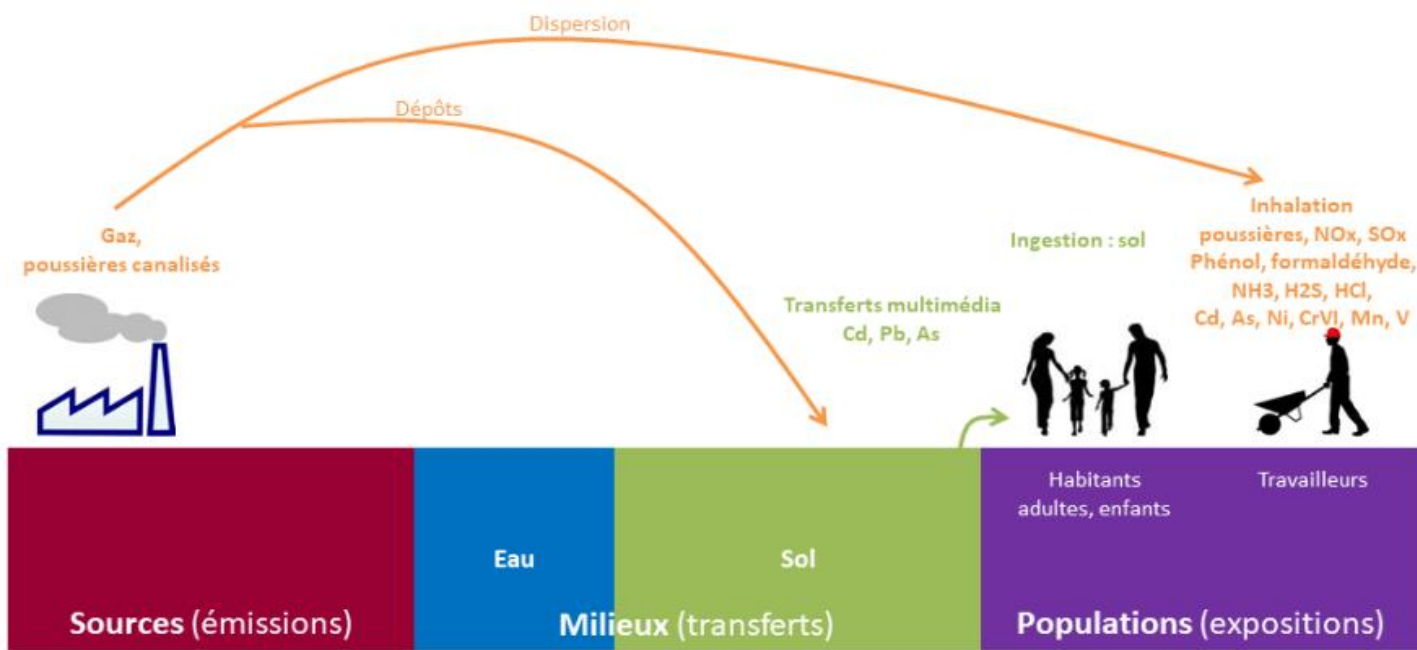 Dispersion
Dépôts
Gaz,
poussières canalisés
Transferts multimédia
Cd, Pb, As
Ingestion : sol
Inhalation
poussières, NOx, SOx
Phénol, formaldéhyde,
NH3, H2S, HCl,
Cd, As, Ni, CrVI, Mn, V
Habitants
adultes, enfants
Travailleurs
Eau
Sol
Sources (émissions)
Milieux (transferts)
Populations (expositions)